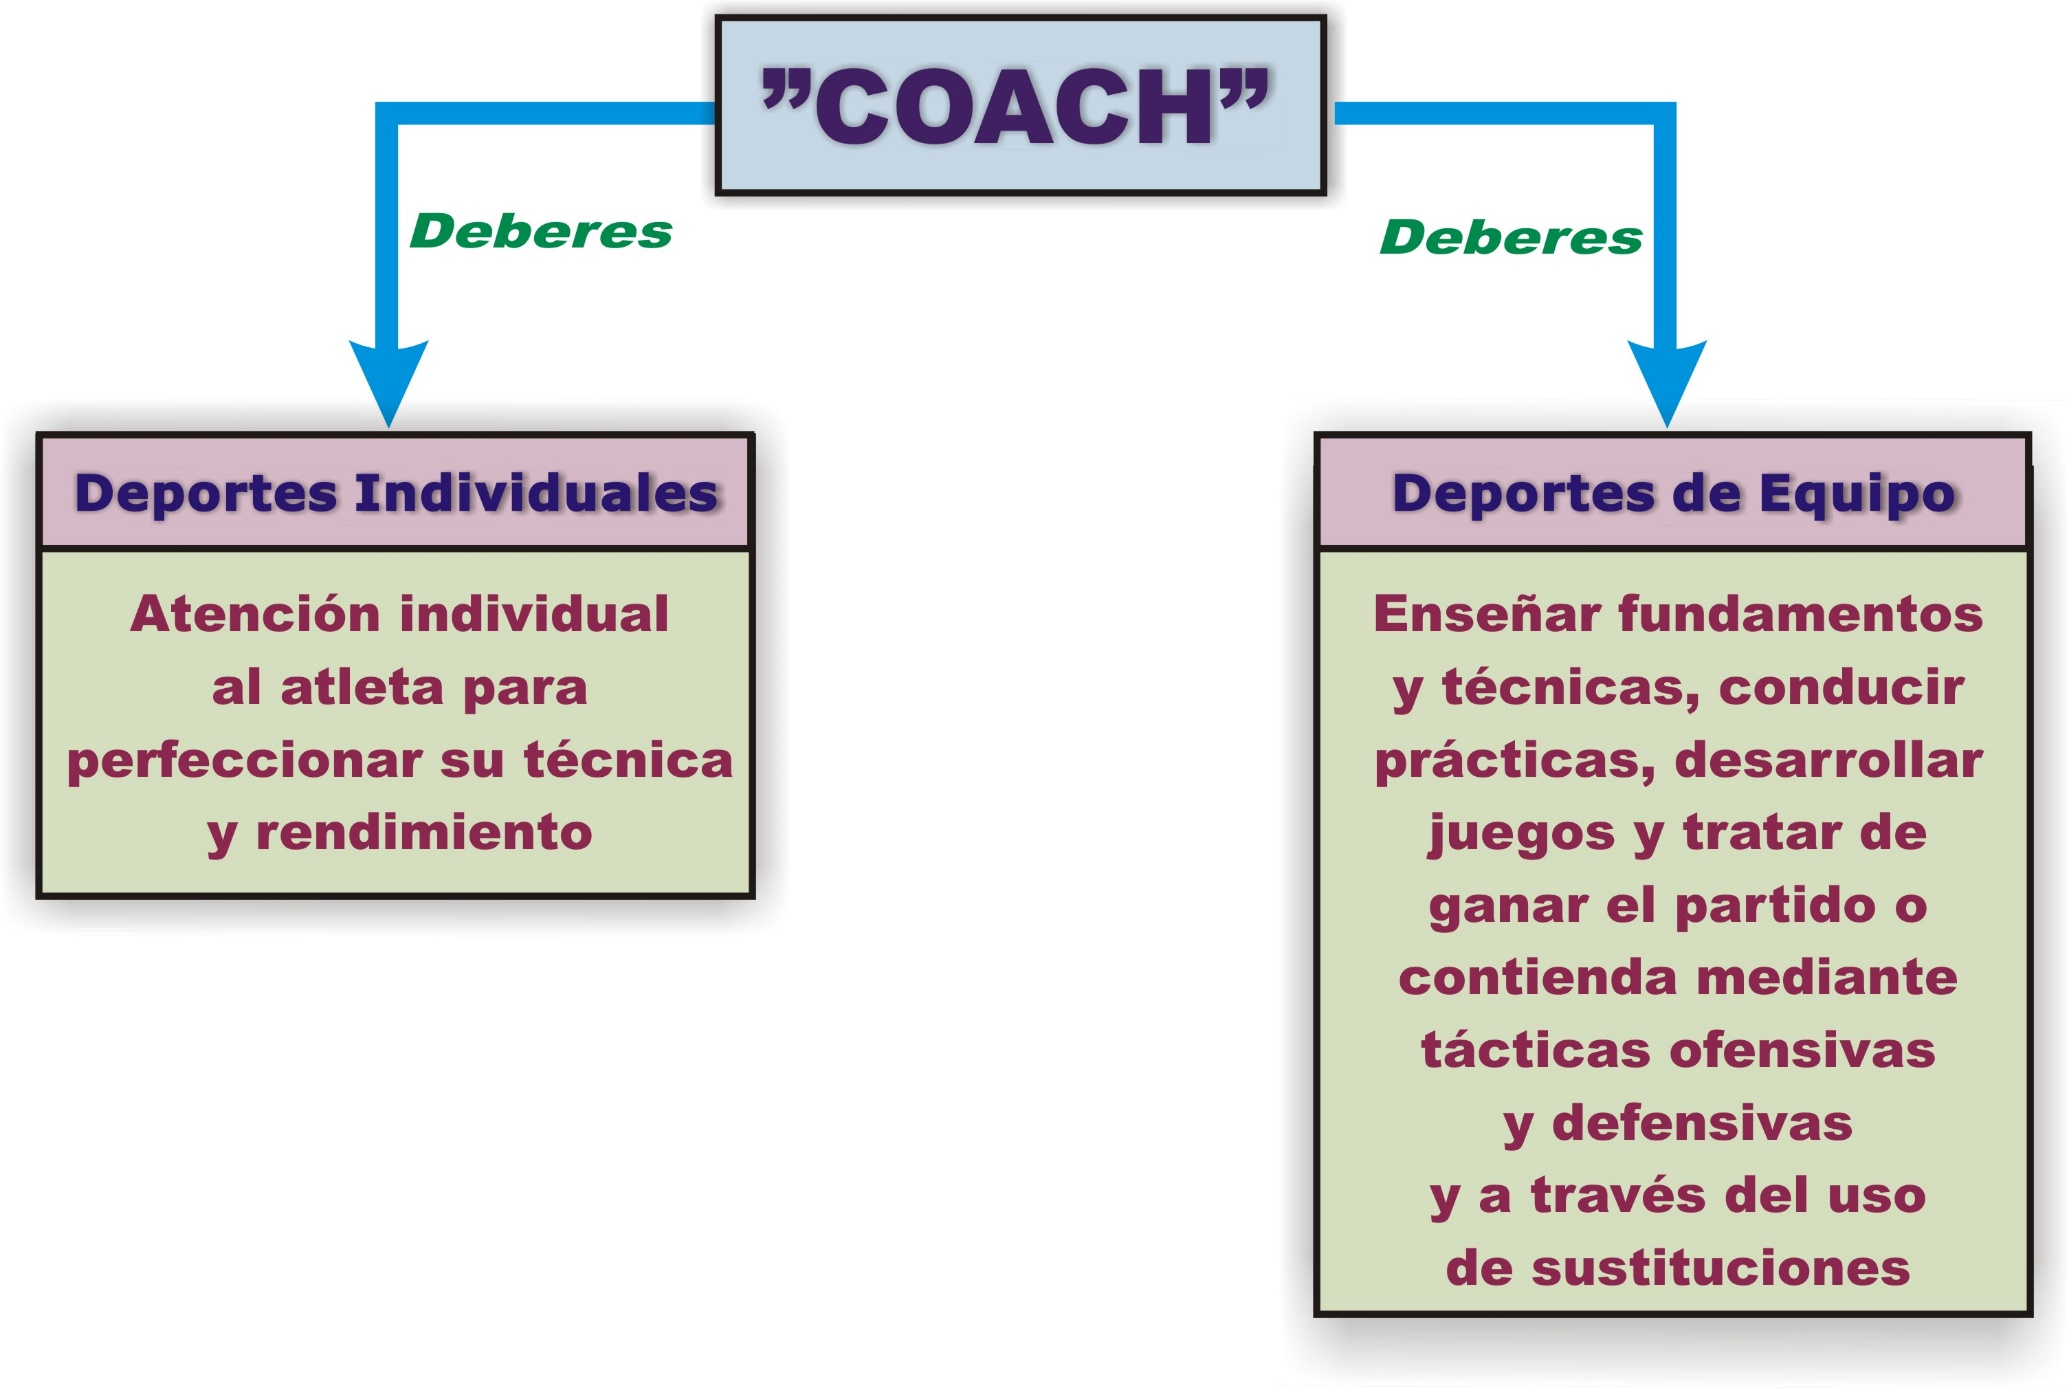 ”COACH”
Deberes
Deberes
Deportes Individuales
Atención individual
al atleta para
perfeccionar su técnica
y rendimiento
Deportes de Equipo
Enseñar fundamentos
y técnicas, conducir
prácticas, desarrollar
juegos y tratar de
ganar el partido o
contienda mediante
tácticas ofensivas
y defensivas
y a través del uso
de sustituciones